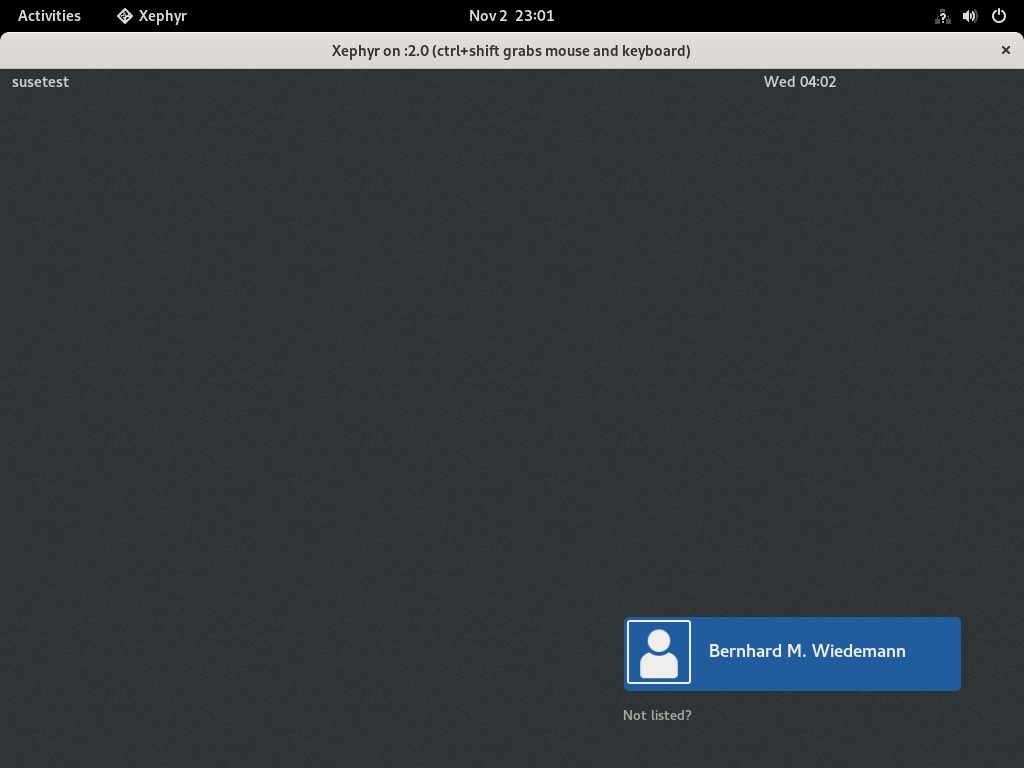 Activities Xephyr Nov 2 23:01
Xephyr on :2.0 (ctrl+shift grabs mouse and keyboard)
susetest Wed 04:02
Bernhard M. Wiedemann
Not listed?